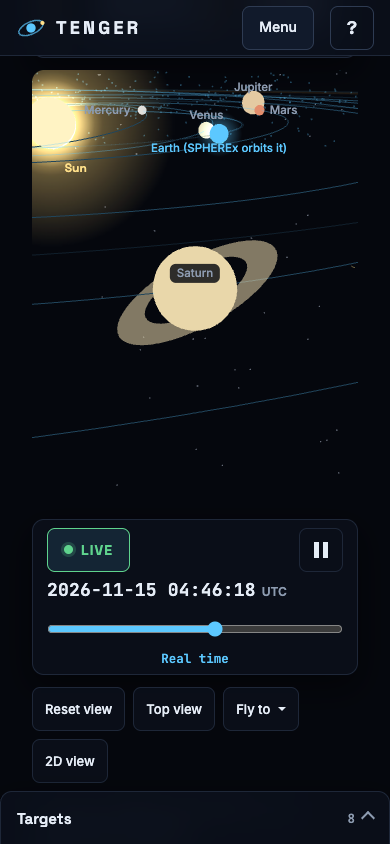 TENGER
Menu
?
Jupiter
Mercury
Mars
Venus
Earth (SPHEREx orbits it)
Sun
Saturn
LIVE
2026-11-15 04:46:18 UTC
Real time
Reset view
Top view
Fly to
2D view
Targets
8